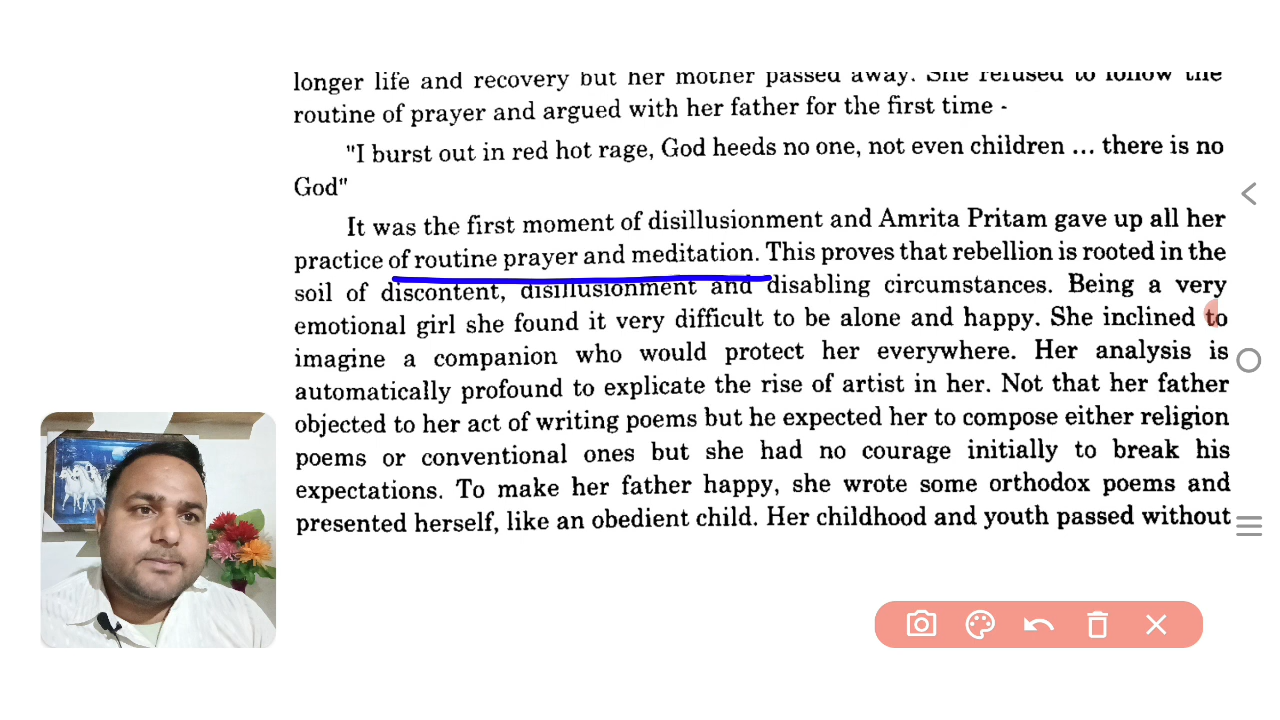 longer life and recovery but her mother passed away. She refused to follow the
routine of prayer and argued with her father for the first time -
"I burst out in red hot rage, God heeds no one, not even children ... there is no
God"
It was the first moment of disillusionment and Amrita Pritam gave up all her
practice of routine prayer and meditation. This proves that rebellion is rooted in the
soil of discontent, disillusionment and disabling circumstances. Being a very
emotional girl she found it very difficult to be alone and happy. She inclined to
imagine a companion who would protect her everywhere. Her analysis is
automatically profound to explicate the rise of artist in her. Not that her father
objected to her act of writing poems but he expected her to compose either religion
poems or conventional ones but she had no courage initially to break his
expectations. To make her father happy, she wrote some orthodox poems and
presented herself, like an obedient child. Her childhood and youth passed without